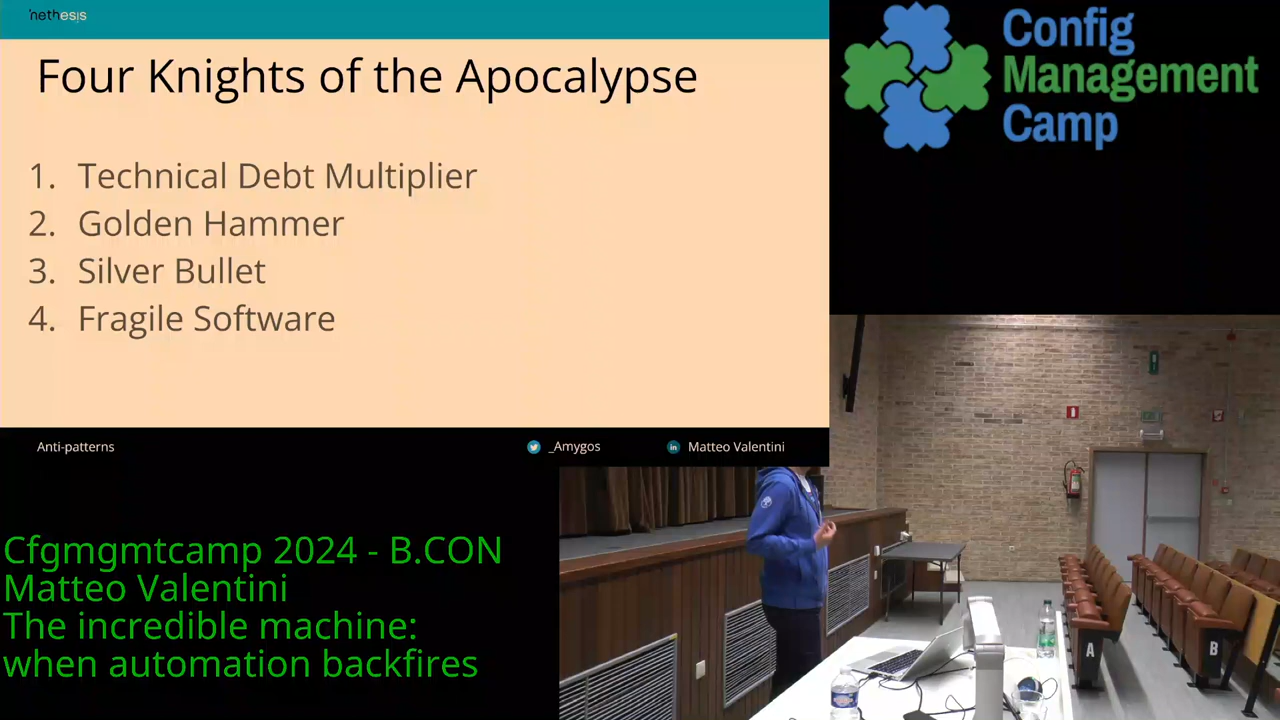 nethesis
Four Knights of the Apocalypse
1. Technical Debt Multiplier
2. Golden Hammer
3. Silver Bullet
4. Fragile Software
Anti-patterns
_Amygos
in
Matteo Valentini
Config
Management
Camp
Cfgmgmtcamp 2024 - B.CON
Matteo Valentini
The incredible machine:
when automation backfires
A
B